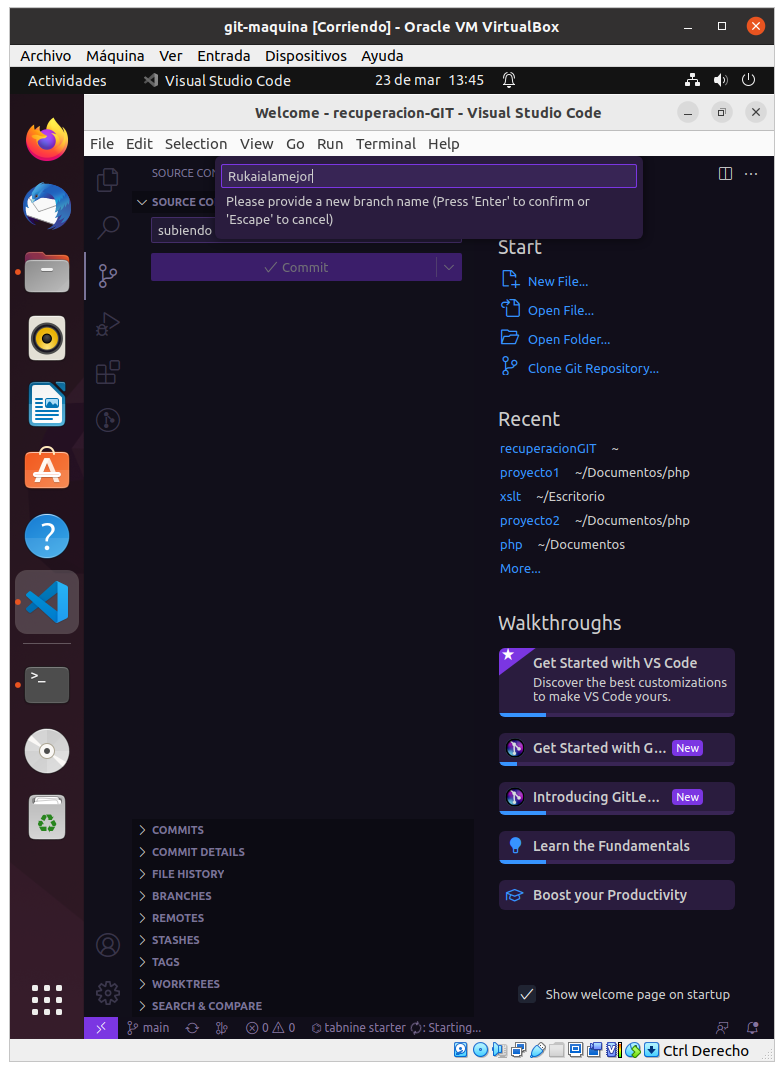 git-maquina [Corriendo] - Oracle VM VirtualBox
Archivo Máquina Ver Entrada Dispositivos Ayuda
Actividades Visual Studio Code 23 de mar 13:45
Welcome - recuperacion-GIT - Visual Studio Code
File Edit Selection View Go Run Terminal Help
SOURCE CON
Rukaialamejor
SOURCE CO
Please provide a new branch name (Press 'Enter' to confirm or
'Escape' to cancel)
subiendo
Commit
Start
New File...
Open File...
Open Folder...
Clone Git Repository...
Recent
recuperacionGIT ~
proyecto1 ~/Documentos/php
xslt ~/Escritorio
proyecto2 ~/Documentos/php
php ~/Documentos
More...
Walkthroughs
Get Started with VS Code
Discover the best customizations
to make VS Code yours.
Get Started with G... New
Introducing GitLe... New
Learn the Fundamentals
Boost your Productivity
Show welcome page on startup
COMMITS
COMMIT DETAILS
FILE HISTORY
BRANCHES
REMOTES
STASHES
TAGS
WORKTREES
SEARCH & COMPARE
main 0 0 tabnine starter : Starting...
Ctrl Derecho